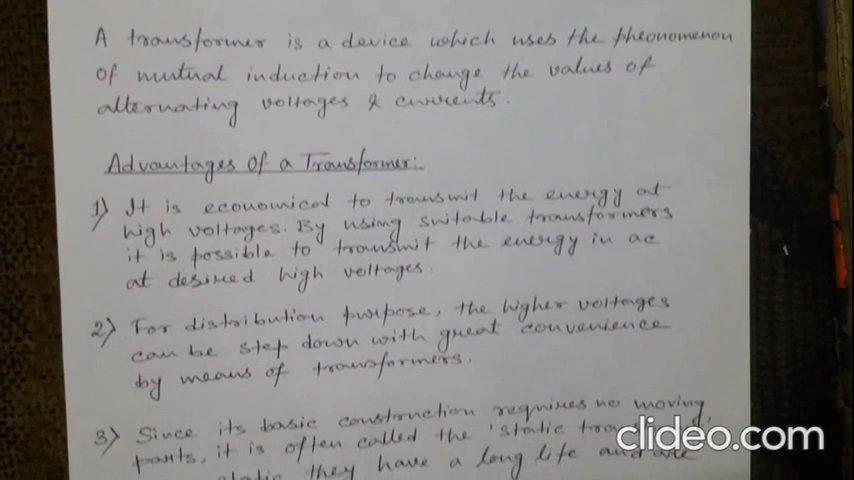 A transformer is a device which uses the pheonomenon
of mutual induction to change the values of
alternating voltages & currents.
Advantages of a Transformer:
1) It is economical to transmit the energy at
high voltages. By using suitable transformers
it is possible to transmit the energy in ac
at desired high voltages.
2) For distribution purpose, the higher voltages
can be step down with great convenience
by means of transformers.
3) Since its basic construction requires no moving
parts, it is often called the 'static
static they have a long life and are
clideo.com